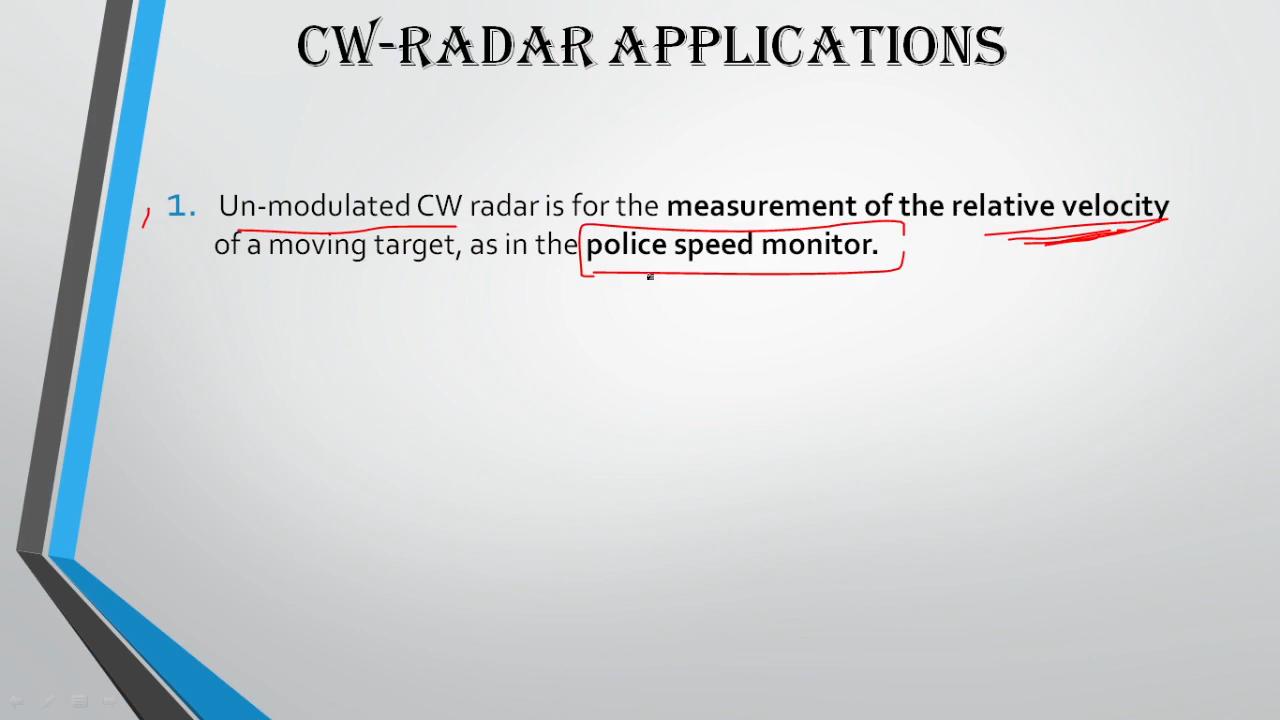 CW-RADAR APPLICATIONS
1. Un-modulated CW radar is for the measurement of the relative velocity
of a moving target, as in the police speed monitor.